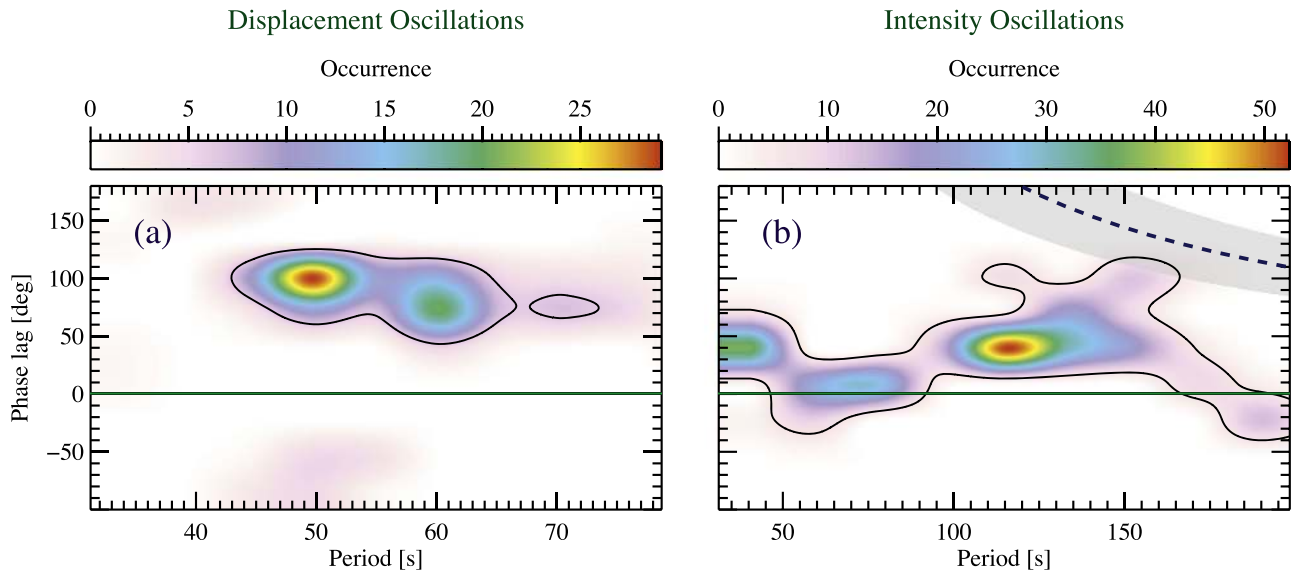 Displacement Oscillations
Intensity Oscillations
Occurrence
Occurrence
0 5 10 15 20 25
0 10 20 30 40 50
(a)
(b)
Phase lag [deg]
150
100
50
0
−50
40 50 60 70
50 100 150
Period [s]
Period [s]